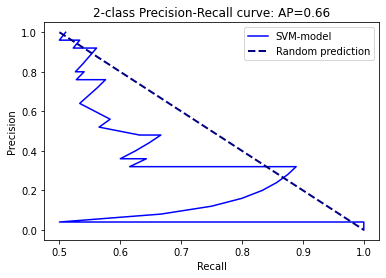 2-class Precision-Recall curve: AP=0.66
SVM-model
Random prediction
Precision
1.0
0.8
0.6
0.4
0.2
0.0
0.5
0.6
0.7
0.8
0.9
1.0
Recall